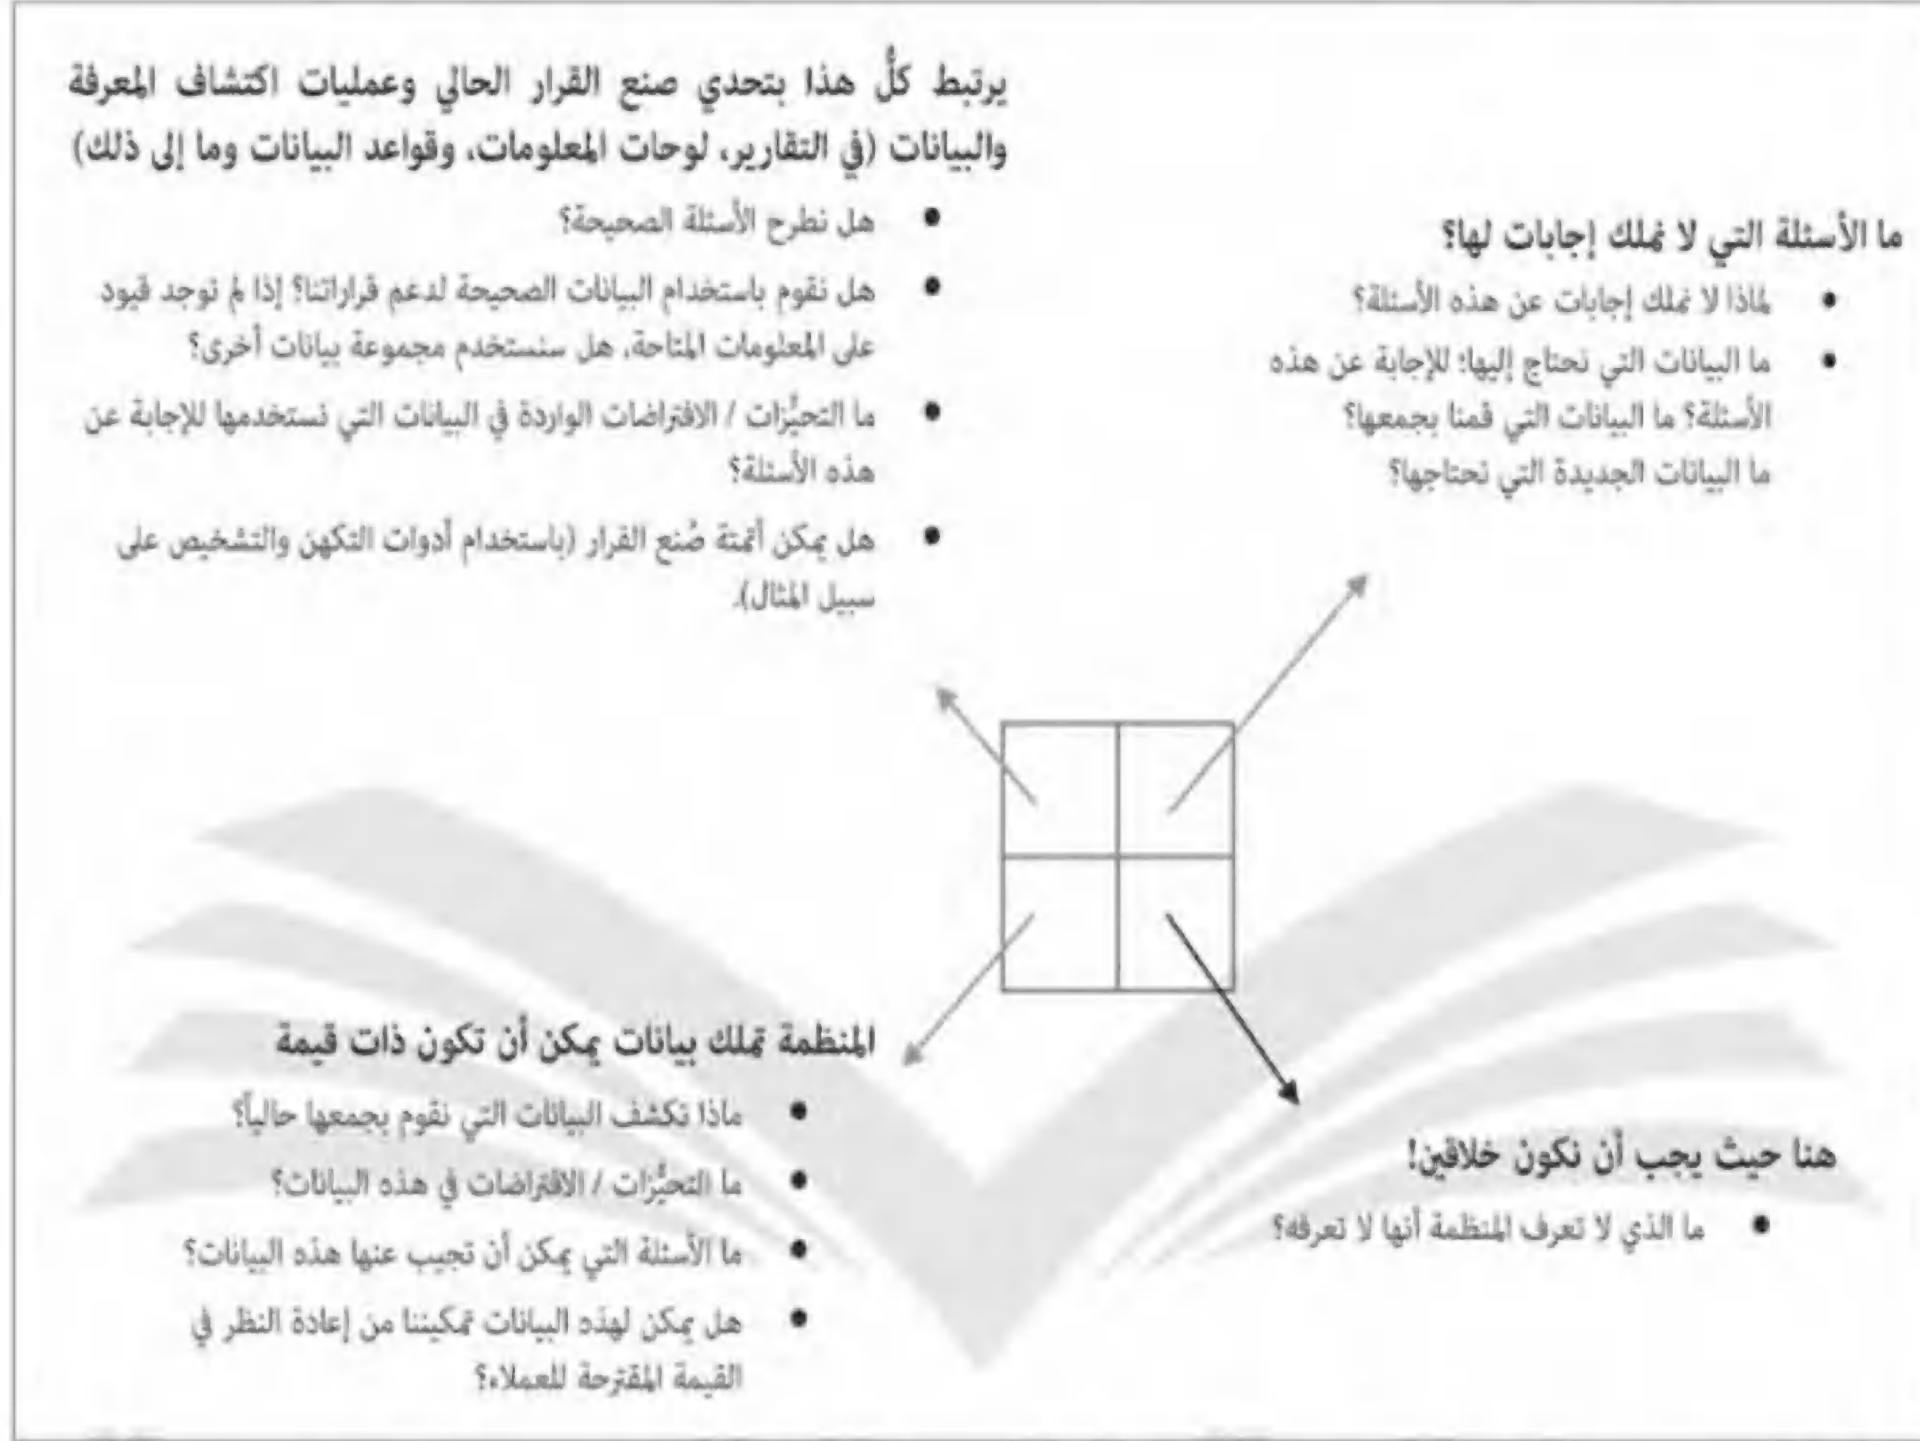 يرتبط كلُّ هذا بتحدي صنع القرار الحالي وعمليات اكتشاف المعرفة
والبيانات (في التقارير، لوحات المعلومات، وقواعد البيانات وما إلى ذلك)
• هل نطرح الأسئلة الصحيحة؟
• هل نقوم باستخدام البيانات الصحيحة لدعم قراراتنا؟ إذا لم توجد قيود
على المعلومات المتاحة، هل سنستخدم مجموعة بيانات أخرى؟
• ما التحيُّزات / الافتراضات الواردة في البيانات التي نستخدمها للإجابة عن
هذه الأسئلة؟
• هل يمكن أتمتة صُنع القرار (باستخدام أدوات التكهن والتشخيص على
سبيل المثال).
ما الأسئلة التي لا نملك إجابات لها؟
• لماذا لا نملك إجابات عن هذه الأسئلة؟
• ما البيانات التي نحتاج إليها؛ للإجابة عن هذه
الأسئلة؟ ما البيانات التي قمنا بجمعها؟
ما البيانات الجديدة التي نحتاجها؟
المنظمة تملك بيانات يمكن أن تكون ذات قيمة
• ماذا تكشف البيانات التي نقوم بجمعها حالياً؟
• ما التحيُّزات / الافتراضات في هذه البيانات؟
• ما الأسئلة التي يمكن أن تجيب عنها هذه البيانات؟
• هل يمكن لهذه البيانات تمكيننا من إعادة النظر في
القيمة المقترحة للعملاء؟
هنا حيث يجب أن نكون خلاقين!
• ما الذي لا تعرف المنظمة أنها لا تعرفه؟